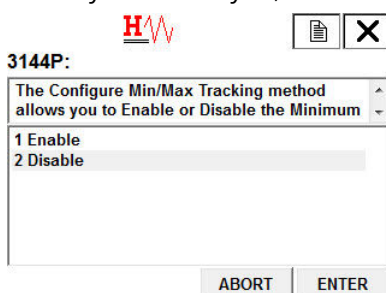 H
3144P:
The Configure Min/Max Tracking method
allows you to Enable or Disable the Minimum
1 Enable
2 Disable
ABORT ENTER